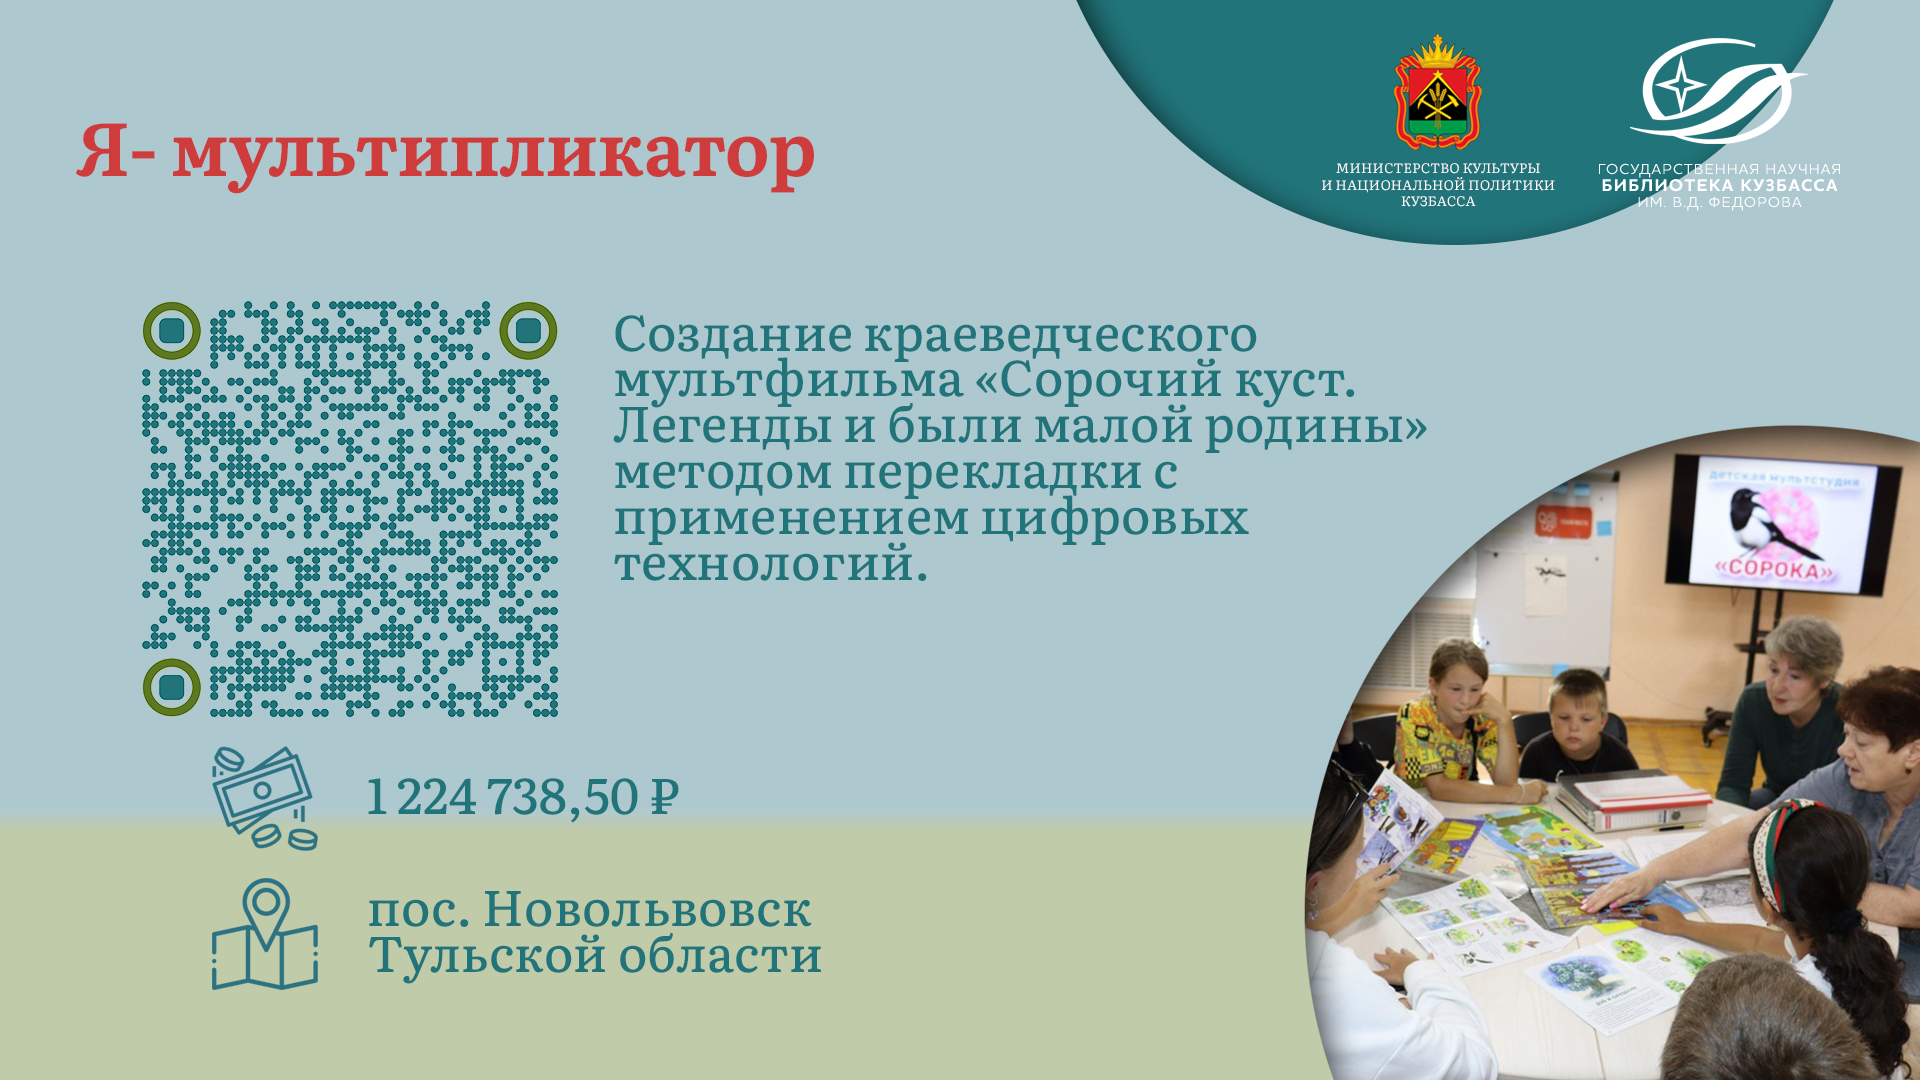 Я- мультипликатор
МИНИСТЕРСТВО КУЛЬТУРЫ
И НАЦИОНАЛЬНОЙ ПОЛИТИКИ
КУЗБАССА
ГОСУДАРСТВЕННАЯ НАУЧНАЯ
БИБЛИОТЕКА КУЗБАССА
ИМ. В.Д. ФЕДОРОВА
Создание краеведческого
мультфильма «Сорочий куст.
Легенды и были малой родины»
методом перекладки с
применением цифровых
технологий.
детская мультстудия
«СОРОКА»
1 224 738,50 ₽
пос. Новольвовск
Тульской области